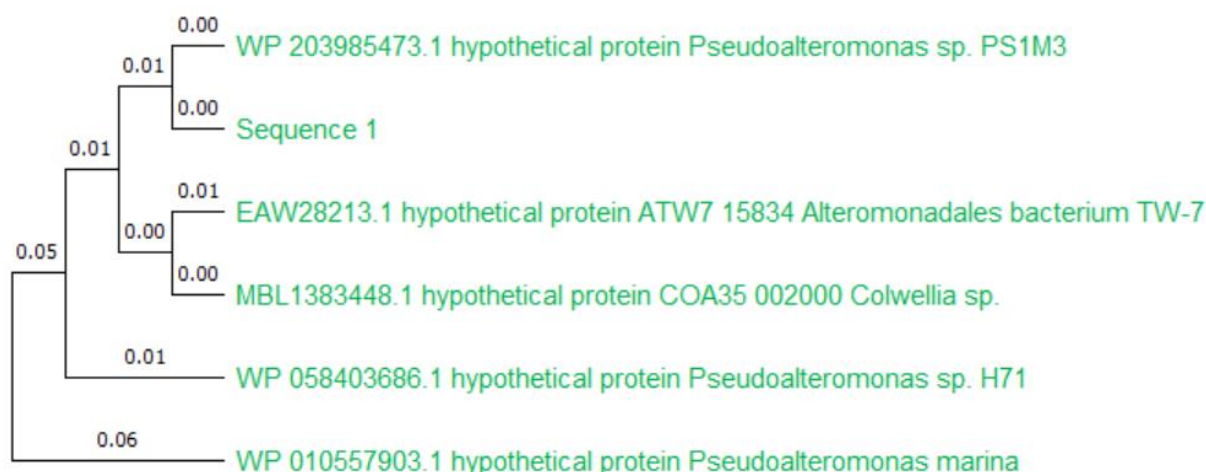 0.00
WP 203985473.1 hypothetical protein Pseudoalteromonas sp. PS1M3
0.01
0.00
Sequence 1
0.01
0.01
EAW28213.1 hypothetical protein ATW7 15834 Alteromonadales bacterium TW-7
0.00
0.05
0.00
MBL1383448.1 hypothetical protein COA35 002000 Colwellia sp.
0.01
WP 058403686.1 hypothetical protein Pseudoalteromonas sp. H71
0.06
WP 010557903.1 hypothetical protein Pseudoalteromonas marina